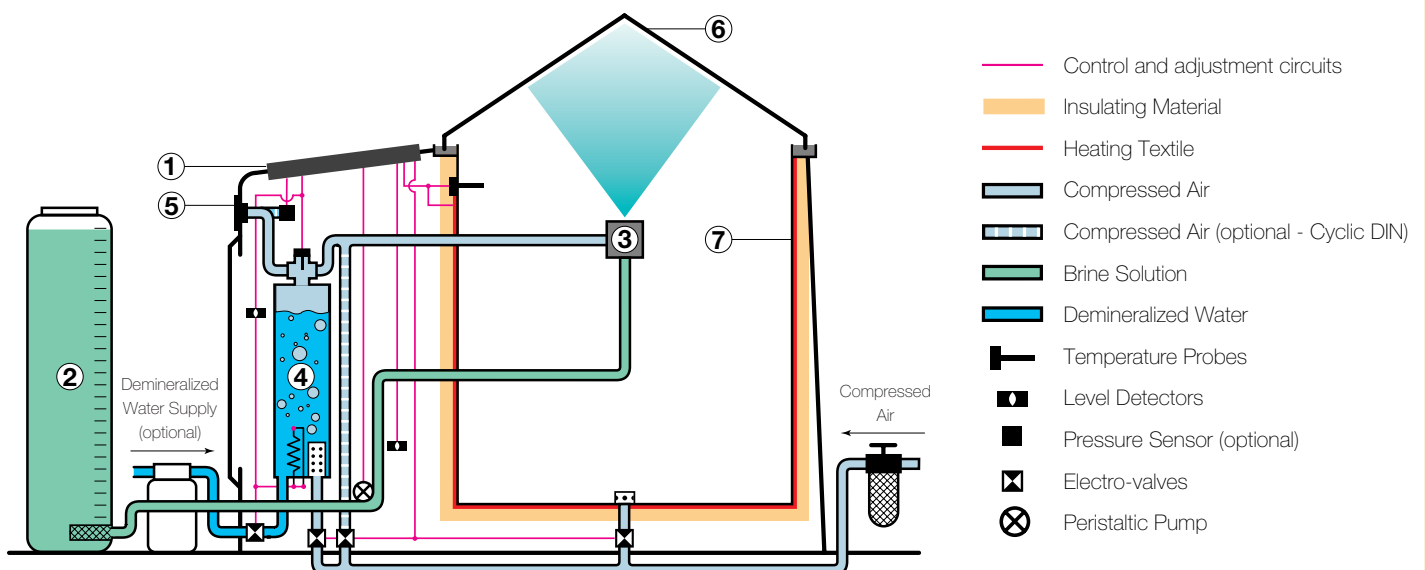 6
1
5
3
7
2
4
Demineralized
Water Supply
(optional)
Compressed
Air
Control and adjustment circuits
Insulating Material
Heating Textile
Compressed Air
Compressed Air (optional - Cyclic DIN)
Brine Solution
Demineralized Water
Temperature Probes
Level Detectors
Pressure Sensor (optional)
Electro-valves
Peristaltic Pump